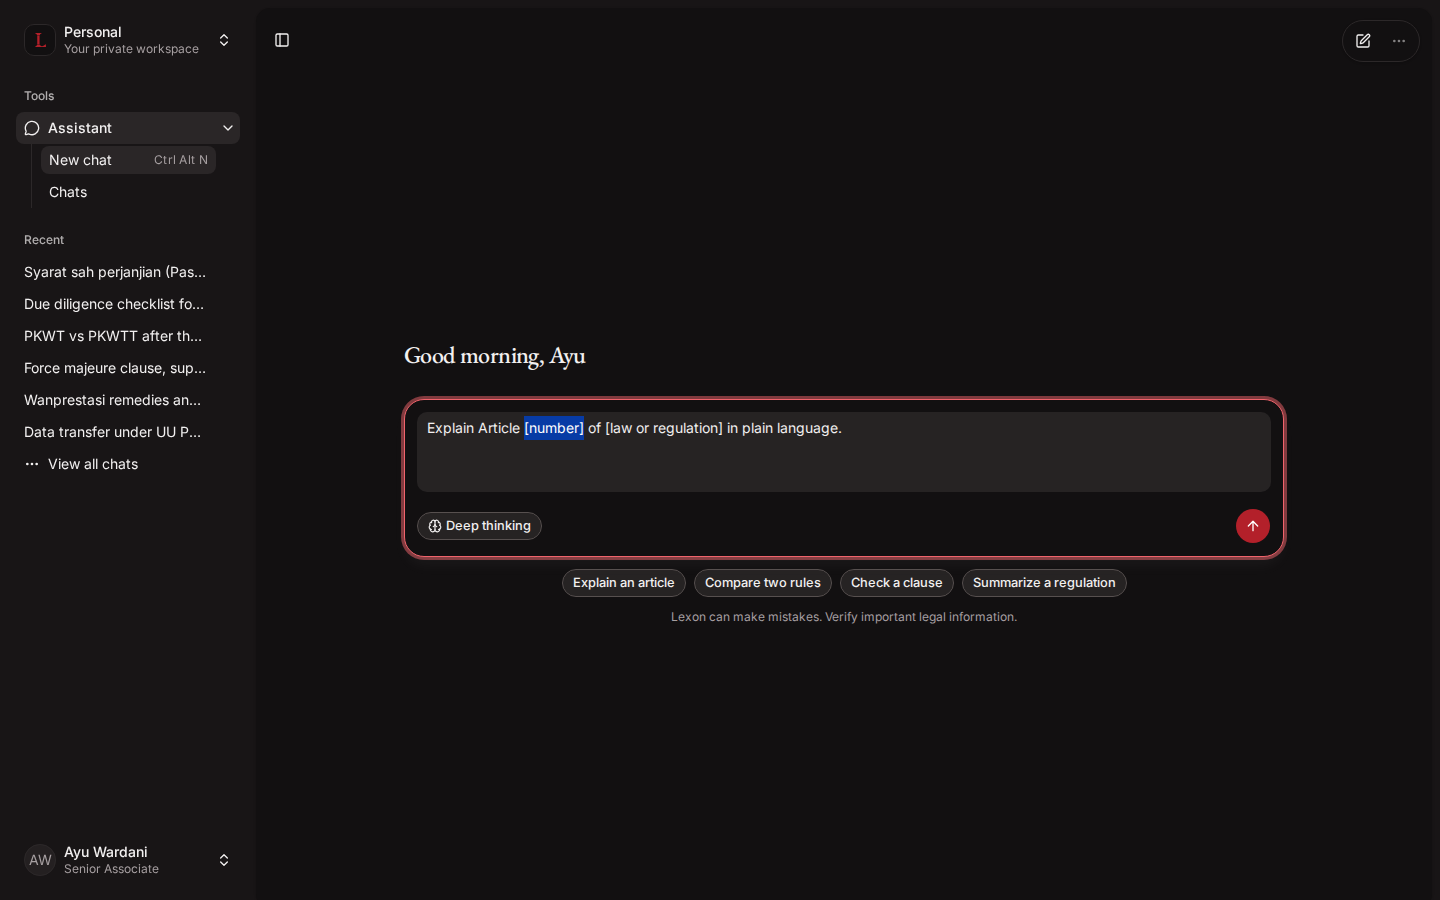 L
Personal
Your private workspace
Tools
Assistant
New chat Ctrl Alt N
Chats
Recent
Syarat sah perjanjian (Pas...
Due diligence checklist fo...
PKWT vs PKWTT after th...
Force majeure clause, sup...
Wanprestasi remedies an...
Data transfer under UU P...
View all chats
Good morning, Ayu
Explain Article [number] of [law or regulation] in plain language.
Deep thinking
Explain an article
Compare two rules
Check a clause
Summarize a regulation
Lexon can make mistakes. Verify important legal information.
AW
Ayu Wardani
Senior Associate